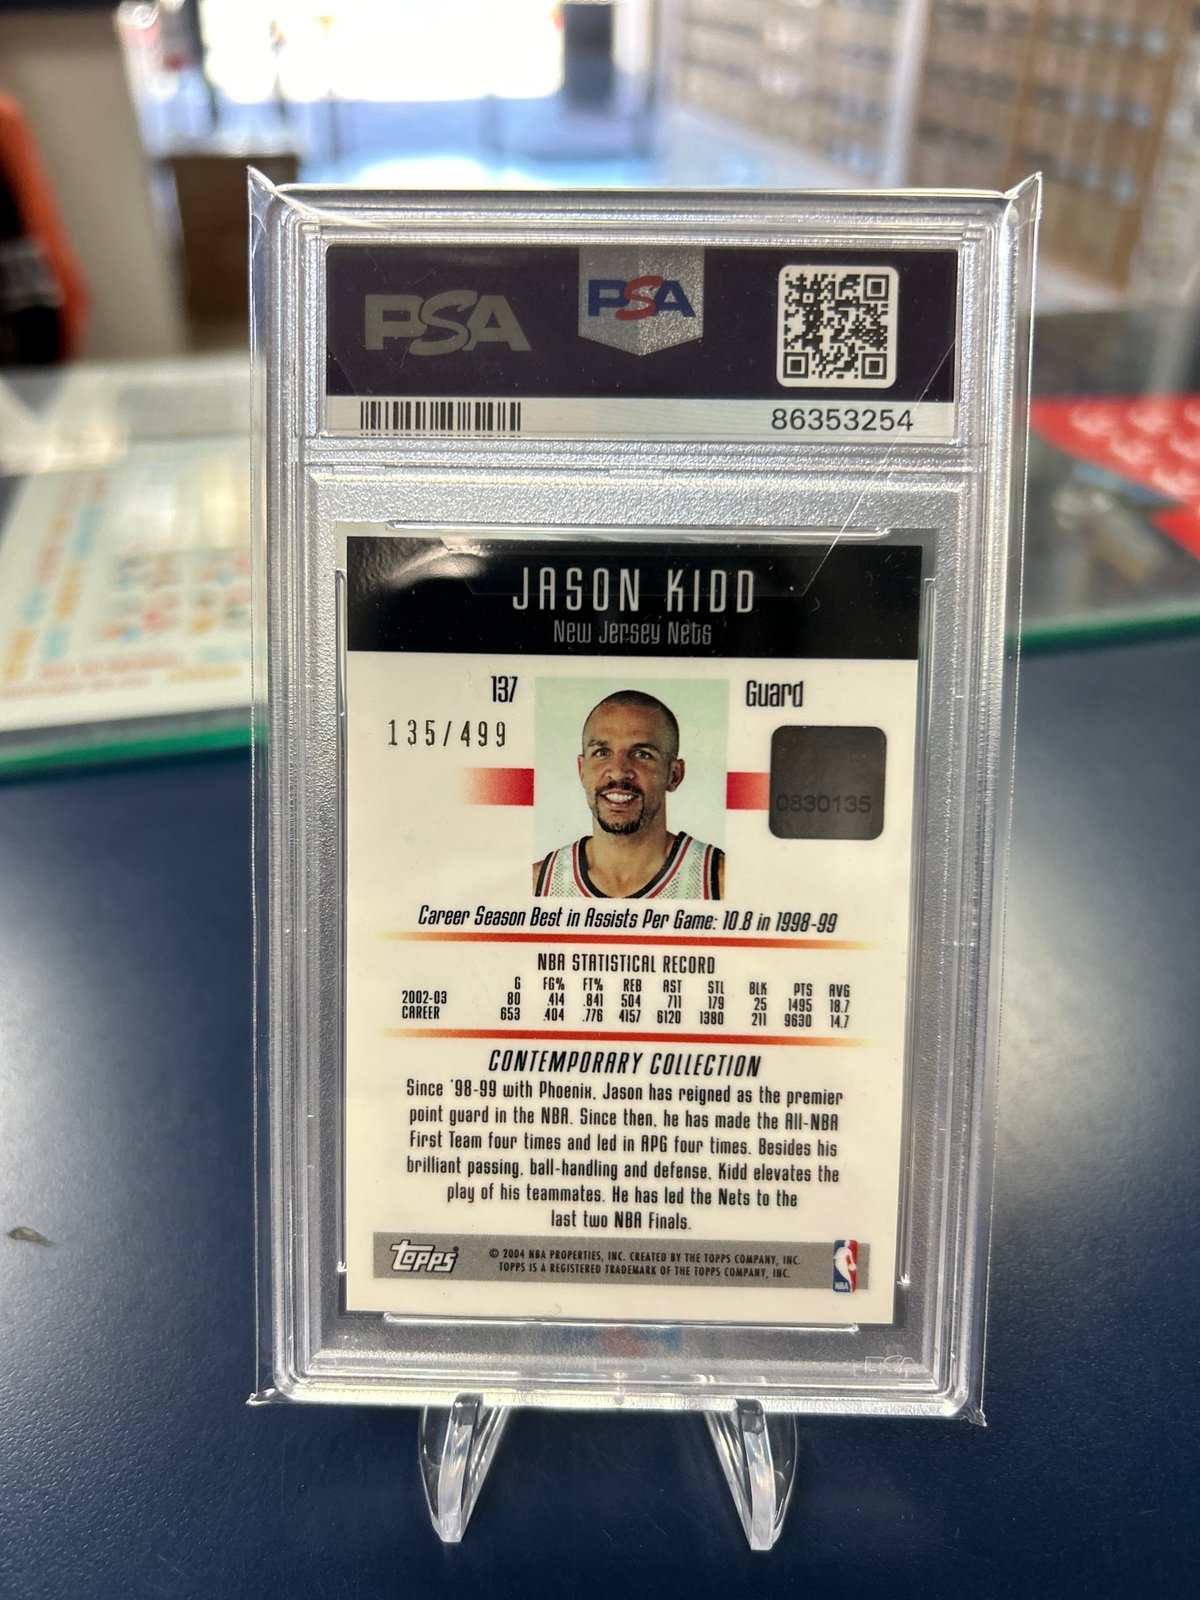 PSA
PSA
86353254
JASON KIDD
New Jersey Nets
137
Guard
135/499
0830135
Career Season Best in Assists Per Game: 10.8 in 1998-99
NBA STATISTICAL RECORD
G FG% FT% REB AST STL BLK PTS AVG
2002-03 80 .414 .841 504 711 179 25 1495 18.7
CAREER 653 .404 .776 4157 6120 1380 211 9630 14.7
CONTEMPORARY COLLECTION
Since '98-99 with Phoenix, Jason has reigned as the premier
point guard in the NBA. Since then, he has made the All-NBA
First Team four times and led in APG four times. Besides his
brilliant passing, ball-handling and defense, Kidd elevates the
play of his teammates. He has led the Nets to the
last two NBA Finals.
topps
© 2004 NBA PROPERTIES, INC. CREATED BY THE TOPPS COMPANY, INC.
TOPPS IS A REGISTERED TRADEMARK OF THE TOPPS COMPANY, INC.
NBA
PSA